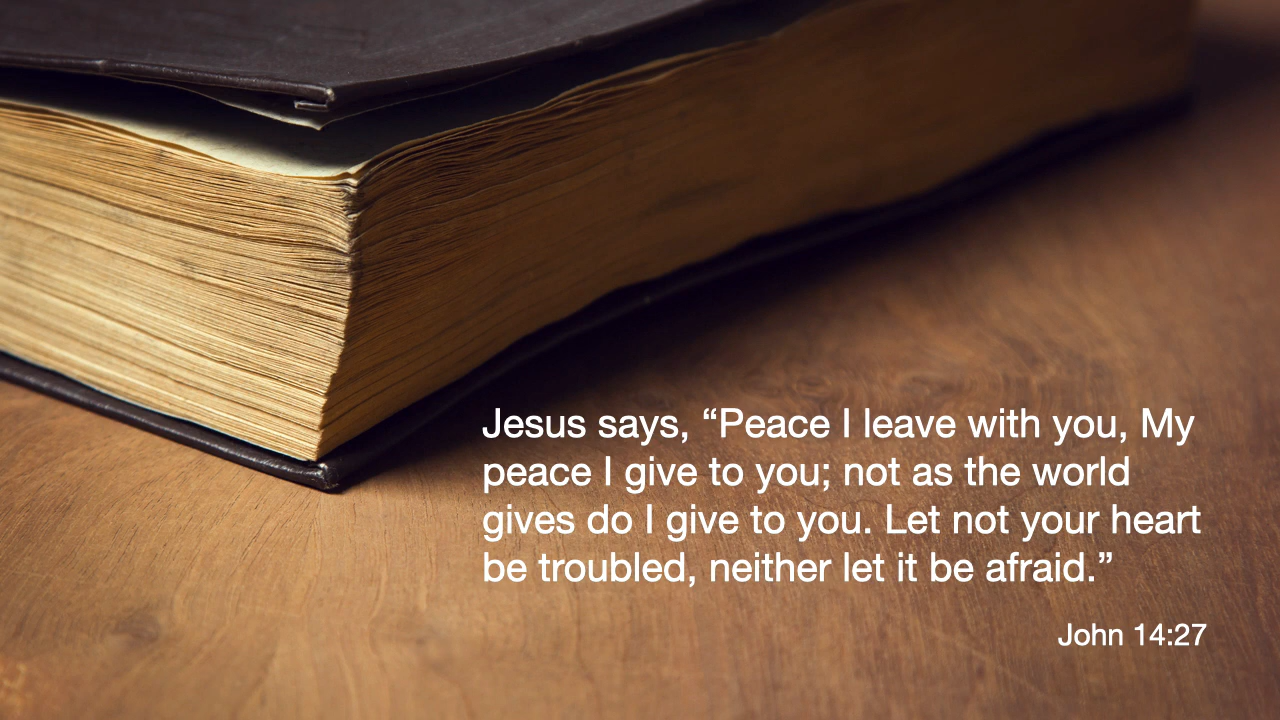 Jesus says, “Peace I leave with you, My
peace I give to you; not as the world
gives do I give to you. Let not your heart
be troubled, neither let it be afraid.”
John 14:27